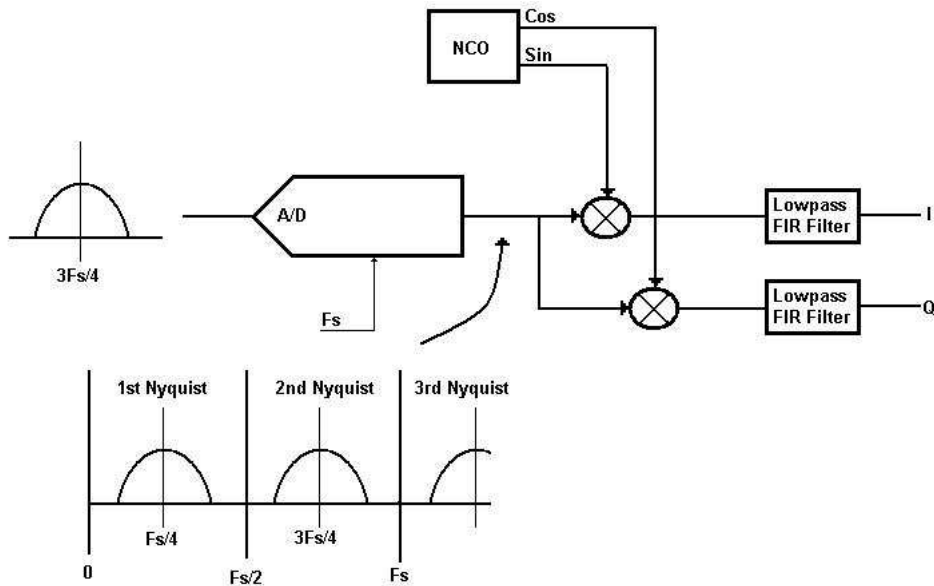 Cos
NCO
Sin
A/D
Lowpass
FIR Filter
I
3Fs/4
Fs
Lowpass
FIR Filter
Q
1st Nyquist
2nd Nyquist
3rd Nyquist
Fs/4
3Fs/4
0
Fs/2
Fs